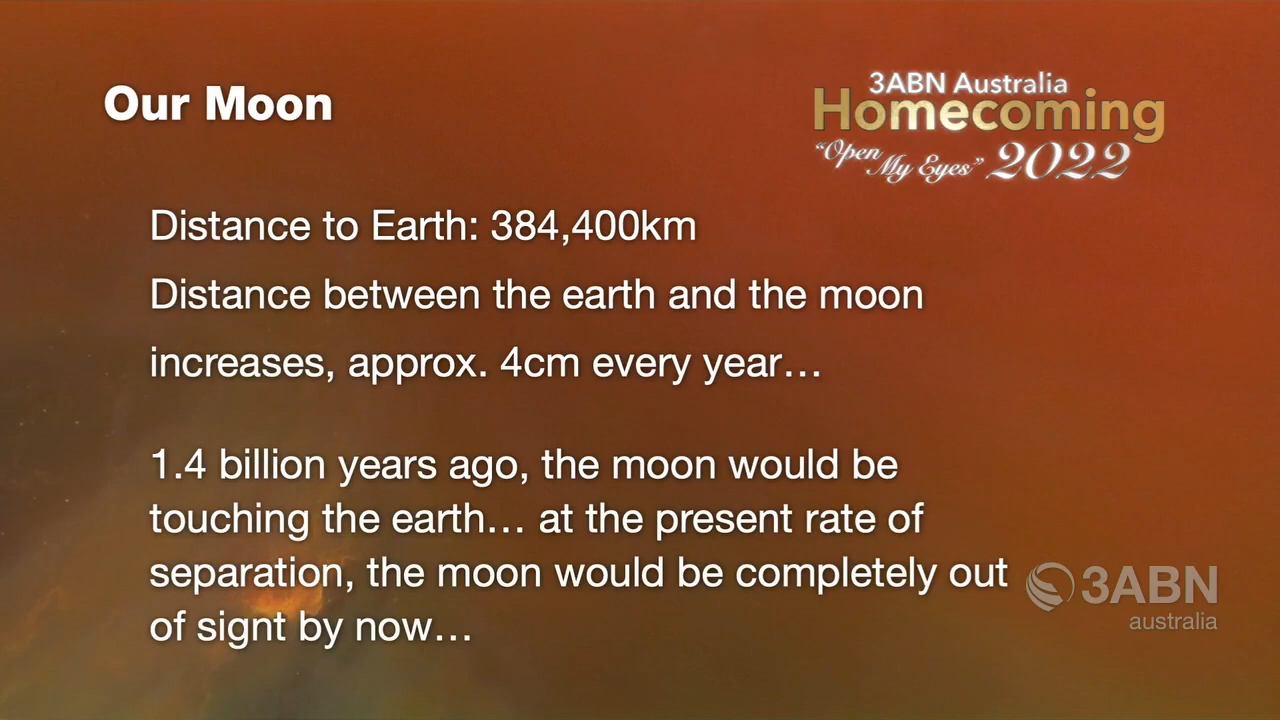 Our Moon
3ABN Australia
Homecoming
“Open My Eyes” 2022
Distance to Earth: 384,400km
Distance between the earth and the moon
increases, approx. 4cm every year…
1.4 billion years ago, the moon would be
touching the earth… at the present rate of
separation, the moon would be completely out
of signt by now…
3ABN
australia